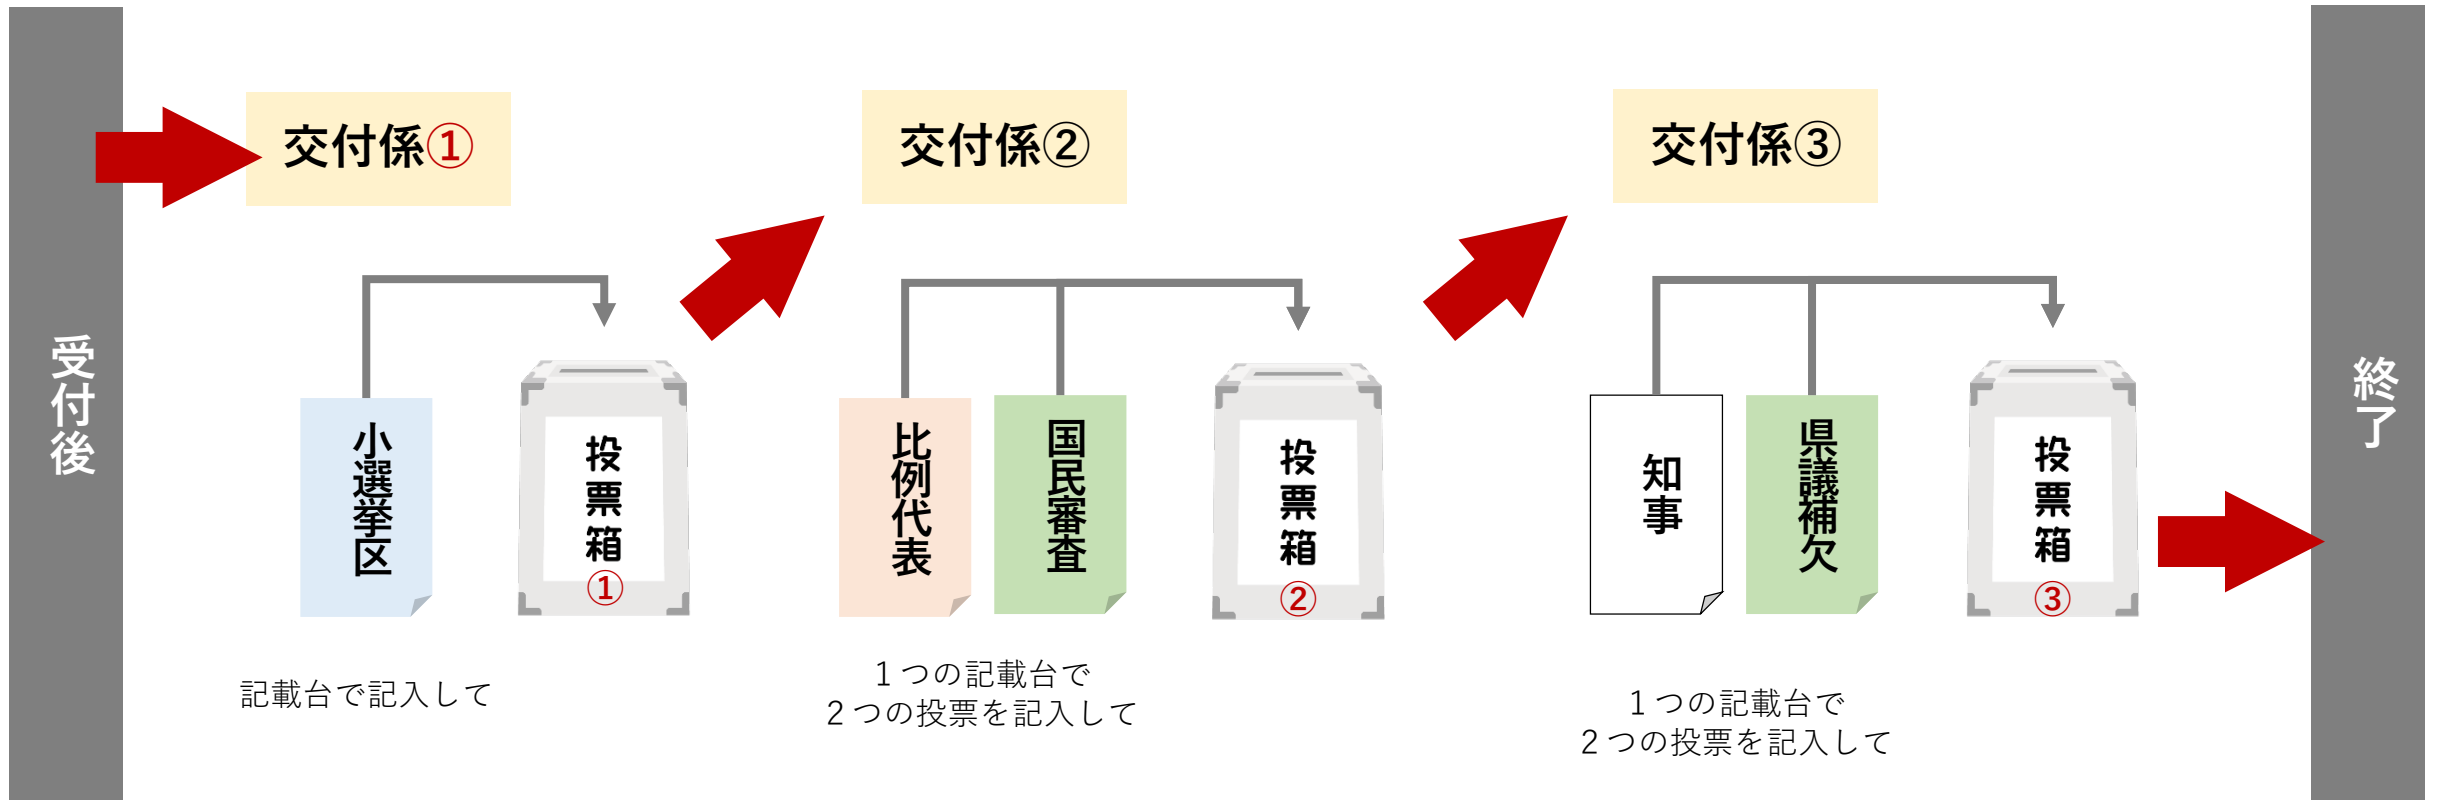 受付後
交付係①
小選挙区
投票箱
①
記載台で記入して
交付係②
比例代表
国民審査
投票箱
②
１つの記載台で
２つの投票を記入して
交付係③
知事
県議補欠
投票箱
③
１つの記載台で
２つの投票を記入して
終了